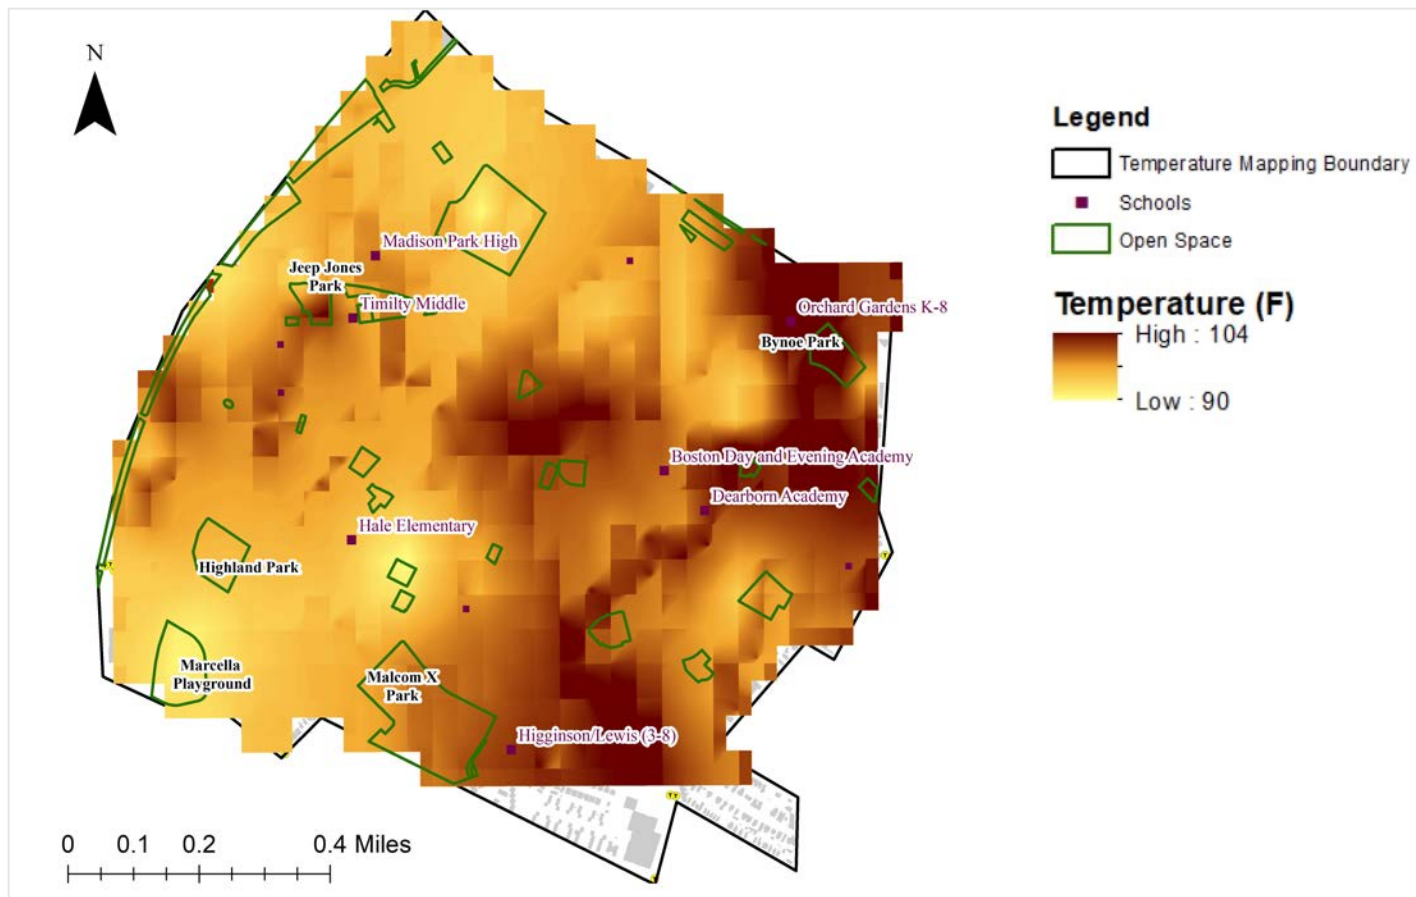 N
Madison Park High
Jeep Jones
Park
Timilty Middle
Orchard Gardens K-8
Bynoe Park
Boston Day and Evening Academy
Dearborn Academy
Hale Elementary
Highland Park
Marcella
Playground
Malcom X
Park
Higginson/Lewis (3-8)
0 0.1 0.2 0.4 Miles
Legend
Temperature Mapping Boundary
Schools
Open Space
Temperature (F)
High : 104
Low : 90